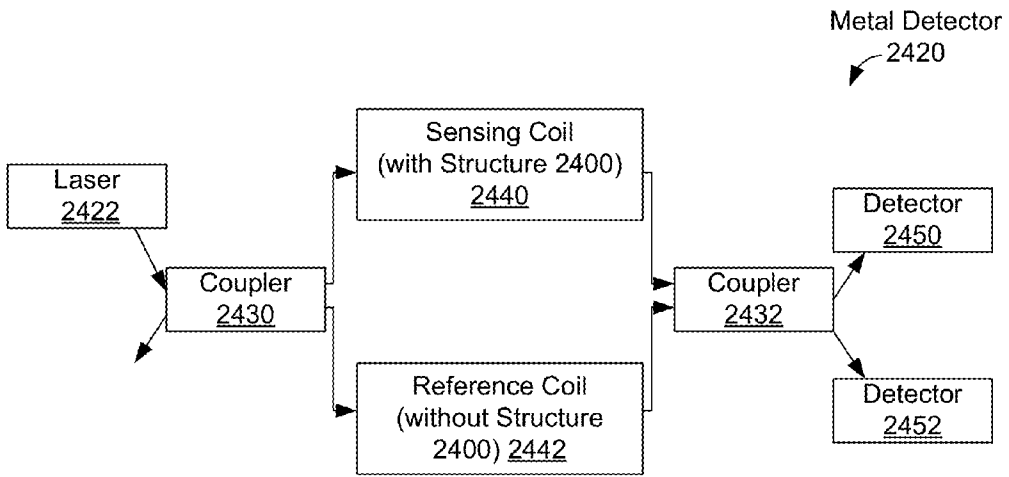 Metal Detector
2420
Sensing Coil
(with Structure 2400)
2440
Laser
2422
Detector
2450
Coupler
2430
Coupler
2432
Reference Coil
(without Structure
2400) 2442
Detector
2452